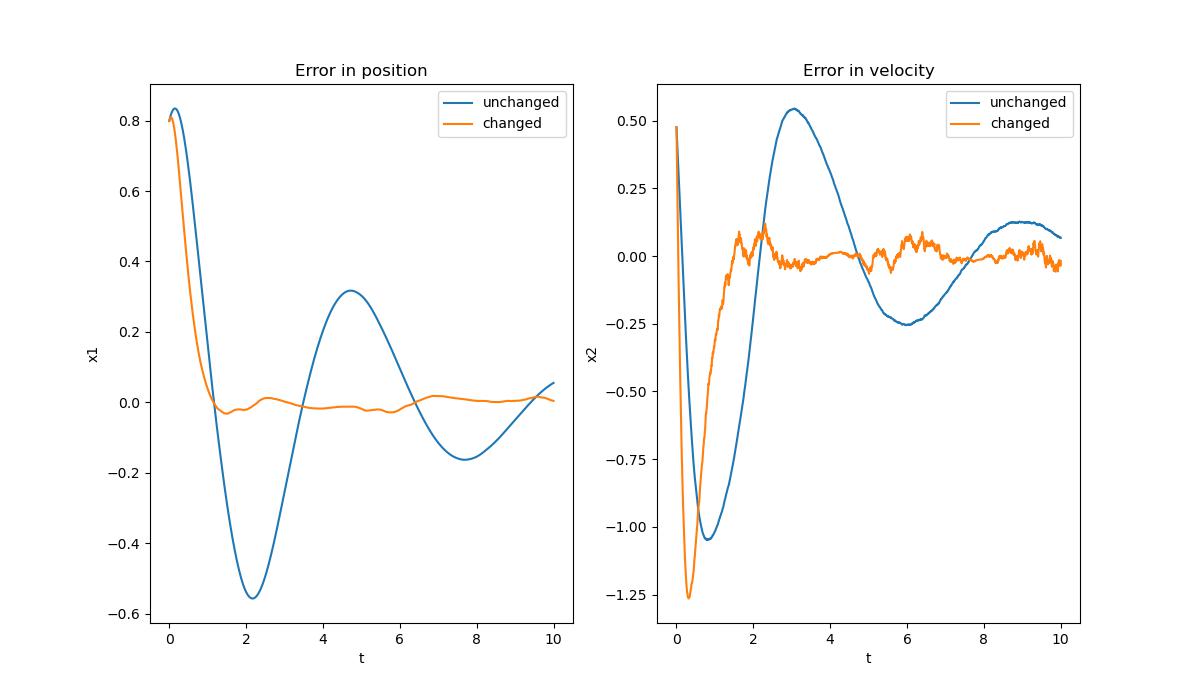 Error in position
unchanged
changed
0.8
0.6
0.4
0.2
0.0
−0.2
−0.4
−0.6
x1
0 2 4 6 8 10
t
Error in velocity
unchanged
changed
0.50
0.25
0.00
−0.25
−0.50
−0.75
−1.00
−1.25
x2
0 2 4 6 8 10
t